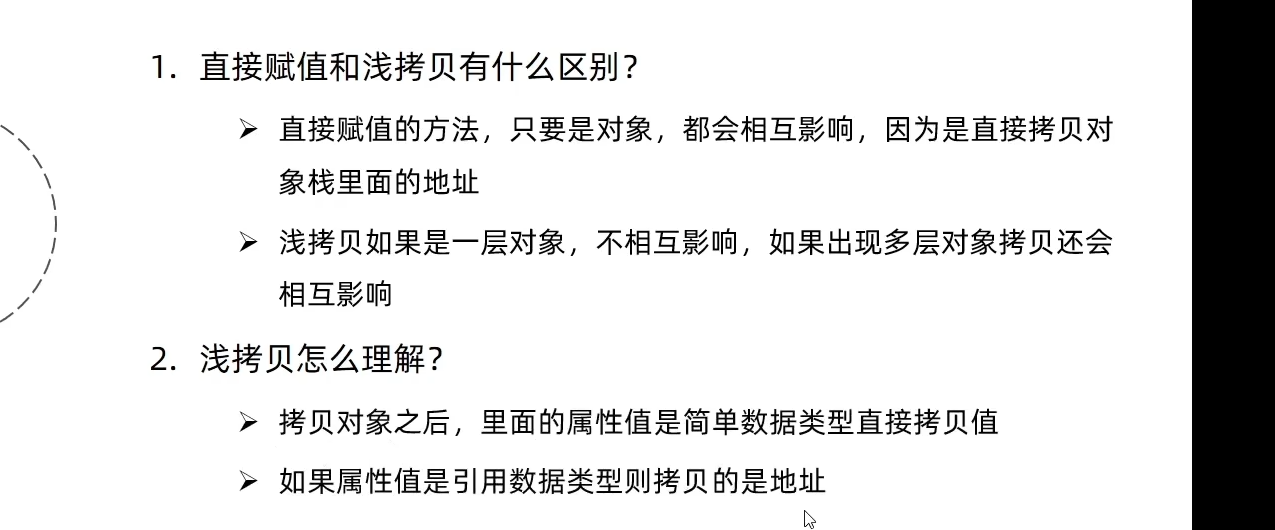 1. 直接赋值和浅拷贝有什么区别？
➢ 直接赋值的方法，只要是对象，都会相互影响，因为是直接拷贝对
象栈里面的地址
➢ 浅拷贝如果是一层对象，不相互影响，如果出现多层对象拷贝还会
相互影响
2. 浅拷贝怎么理解？
➢ 拷贝对象之后，里面的属性值是简单数据类型直接拷贝值
➢ 如果属性值是引用数据类型则拷贝的是地址